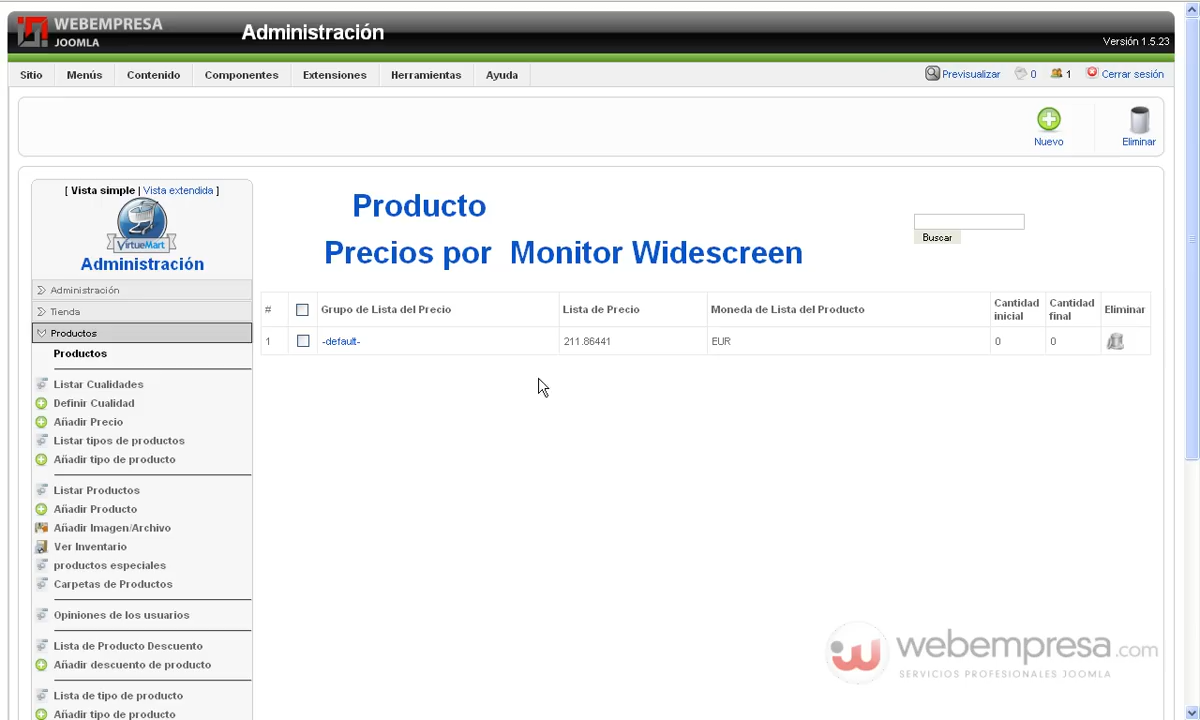 WEBEMPRESA
JOOMLA
Administración
Versión 1.5.23
Sitio Menús Contenido Componentes Extensiones Herramientas Ayuda Previsualizar 0 1 Cerrar sesión
Nuevo Eliminar
[ Vista simple | Vista extendida ]
VirtueMart
Administración
Administración
Tienda
Productos
Productos
Listar Cualidades
Definir Cualidad
Añadir Precio
Listar tipos de productos
Añadir tipo de producto
Listar Productos
Añadir Producto
Añadir Imagen/Archivo
Ver Inventario
productos especiales
Carpetas de Productos
Opiniones de los usuarios
Lista de Producto Descuento
Añadir descuento de producto
Lista de tipo de producto
Añadir tipo de producto
Producto
Precios por Monitor Widescreen
Buscar
# Grupo de Lista del Precio Lista de Precio Moneda de Lista del Producto Cantidad inicial Cantidad final Eliminar
1 -default- 211.86441 EUR 0 0
webempresa.com
SERVICIOS PROFESIONALES JOOMLA